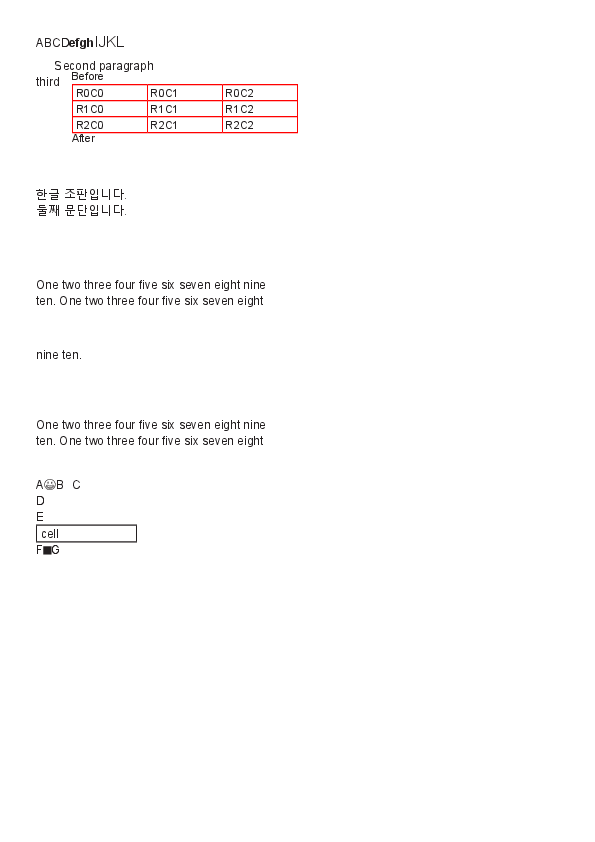 ABCDefghIJKL
Second paragraph
third
Before
R0C0 R0C1 R0C2
R1C0 R1C1 R1C2
R2C0 R2C1 R2C2
After
한글 조판입니다.
둘째 문단입니다.
One two three four five six seven eight nine
ten. One two three four five six seven eight
nine ten.
One two three four five six seven eight nine
ten. One two three four five six seven eight
A😀B C
D
E
cell
F■G